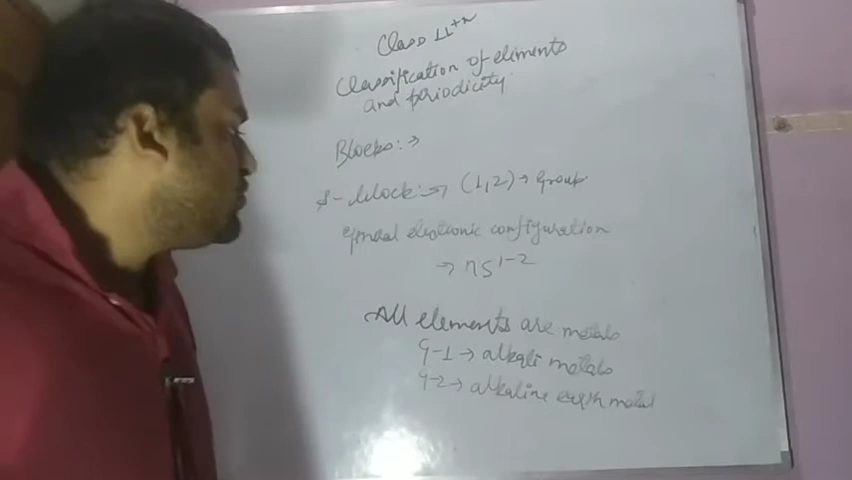 Class 11th
Classification of elements
and periodicity
Blocks :→
s-block :→ (1,2) → group
general electronic configuration
→ ns1-2
All elements are metals
G-1 → alkali metals
G-2 → alkaline earth metal